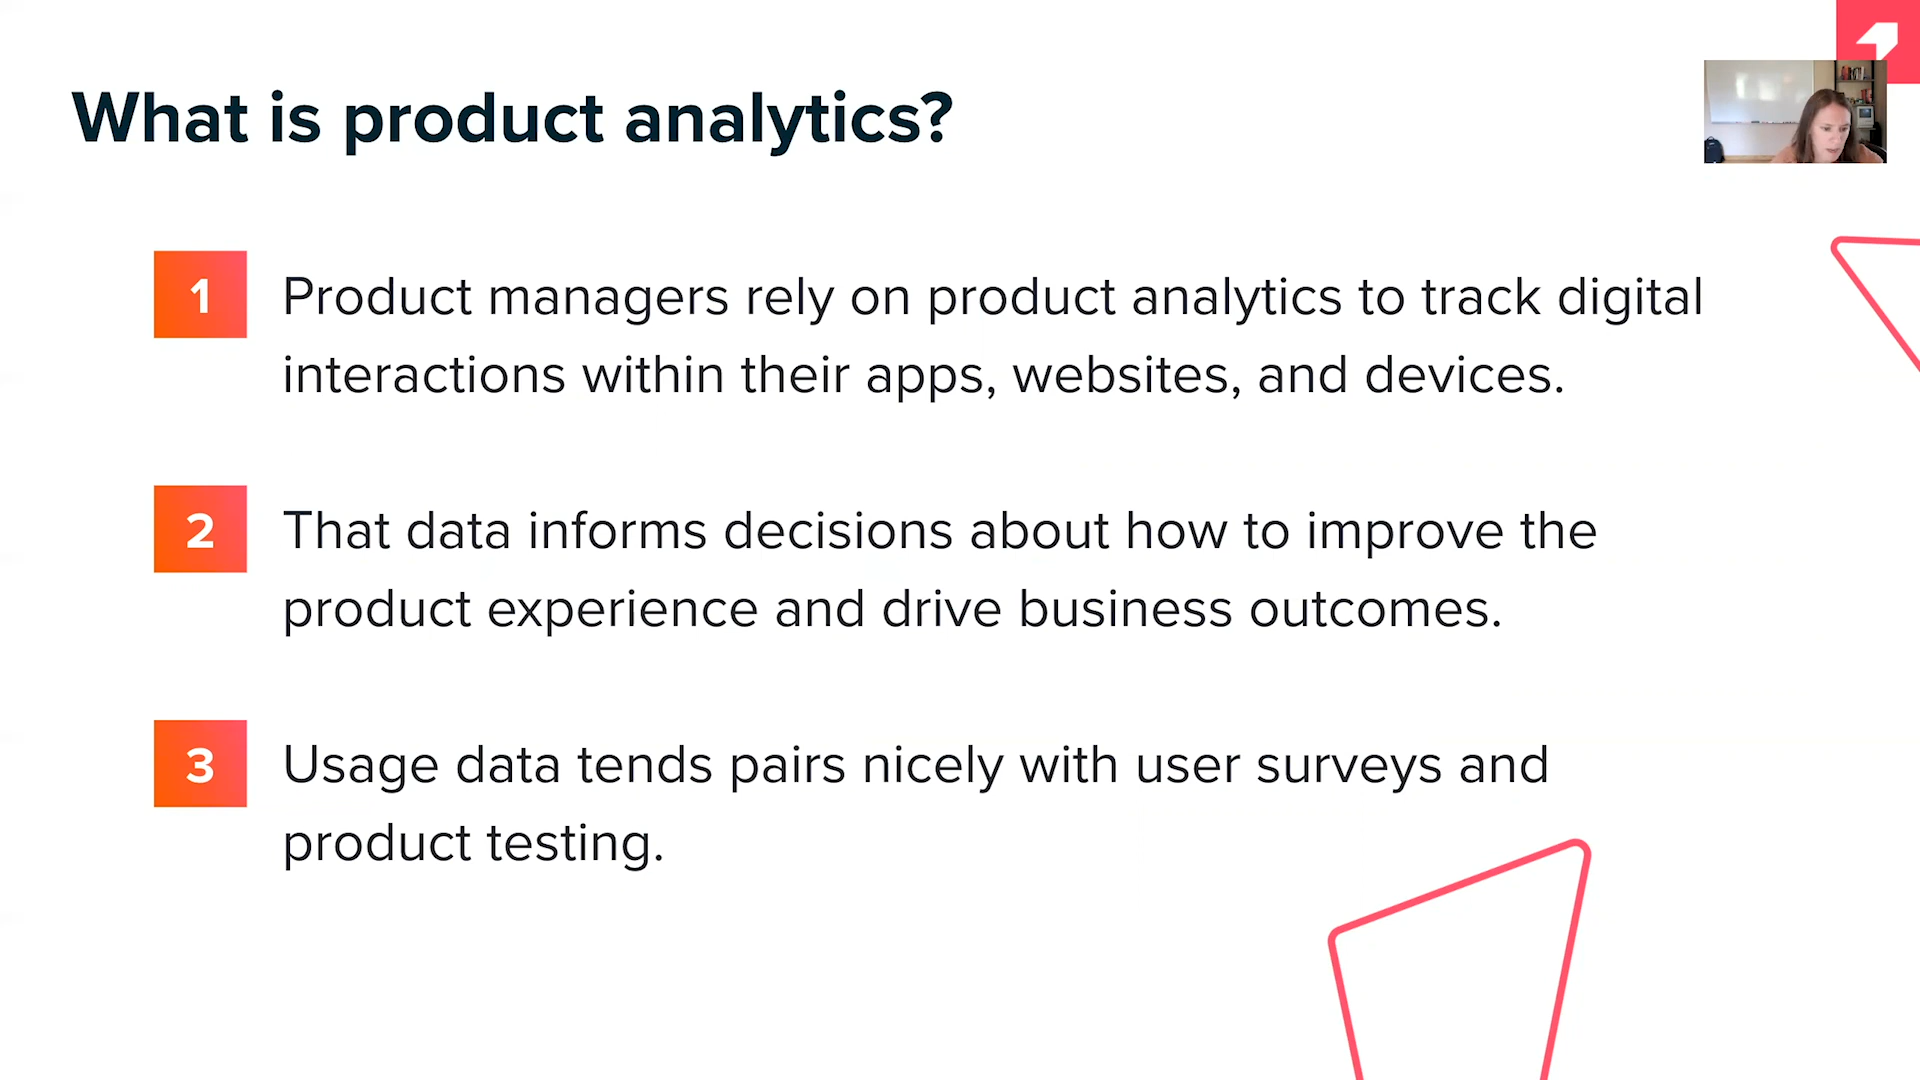 What is product analytics?
1
Product managers rely on product analytics to track digital
interactions within their apps, websites, and devices.
2
That data informs decisions about how to improve the
product experience and drive business outcomes.
3
Usage data tends pairs nicely with user surveys and
product testing.